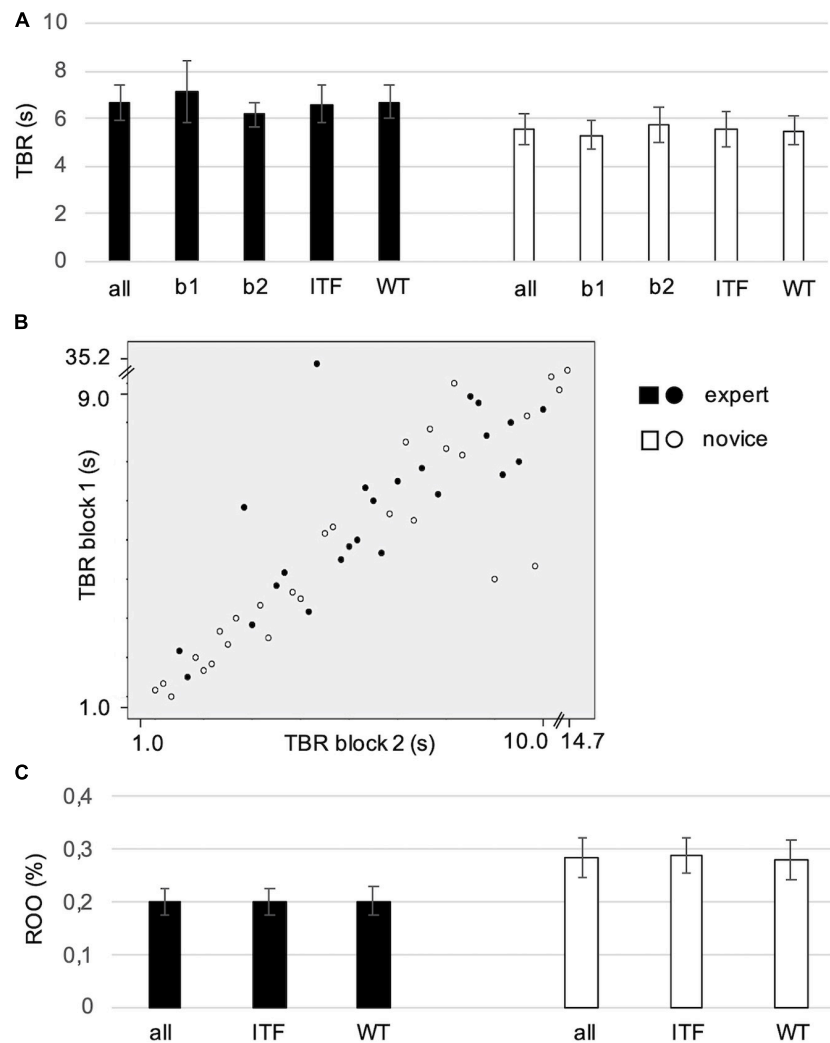 A
TBR (s)
10
8
6
4
2
0
all b1 b2 ITF WT all b1 b2 ITF WT
B
TBR block 1 (s)
35.2
9.0
1.0
1.0 TBR block 2 (s) 10.0 14.7
expert
novice
C
ROO (%)
0,4
0,3
0,2
0,1
0
all ITF WT all ITF WT